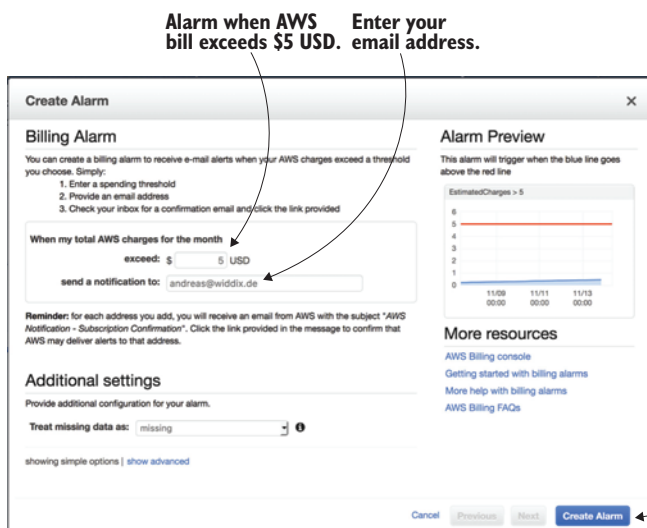 Alarm when AWS
bill exceeds $5 USD.
Enter your
email address.
Create Alarm
×
Billing Alarm
You can create a billing alarm to receive e-mail alerts when your AWS charges exceed a threshold
you choose. Simply:
1. Enter a spending threshold
2. Provide an email address
3. Check your inbox for a confirmation email and click the link provided
When my total AWS charges for the month
exceed: $ 5 USD
send a notification to: andreas@widdix.de
Reminder: for each address you add, you will receive an email from AWS with the subject "AWS
Notification - Subscription Confirmation". Click the link provided in the message to confirm that
AWS may deliver alerts to that address.
Additional settings
Provide additional configuration for your alarm.
Treat missing data as: missing
showing simple options | show advanced
Alarm Preview
This alarm will trigger when the blue line goes
above the red line
EstimatedCharges > 5
6
5
4
3
2
1
0
11/09 11/11 11/13
00:00 00:00 00:00
More resources
AWS Billing console
Getting started with billing alarms
More help with billing alarms
AWS Billing FAQs
Cancel Previous Next Create Alarm